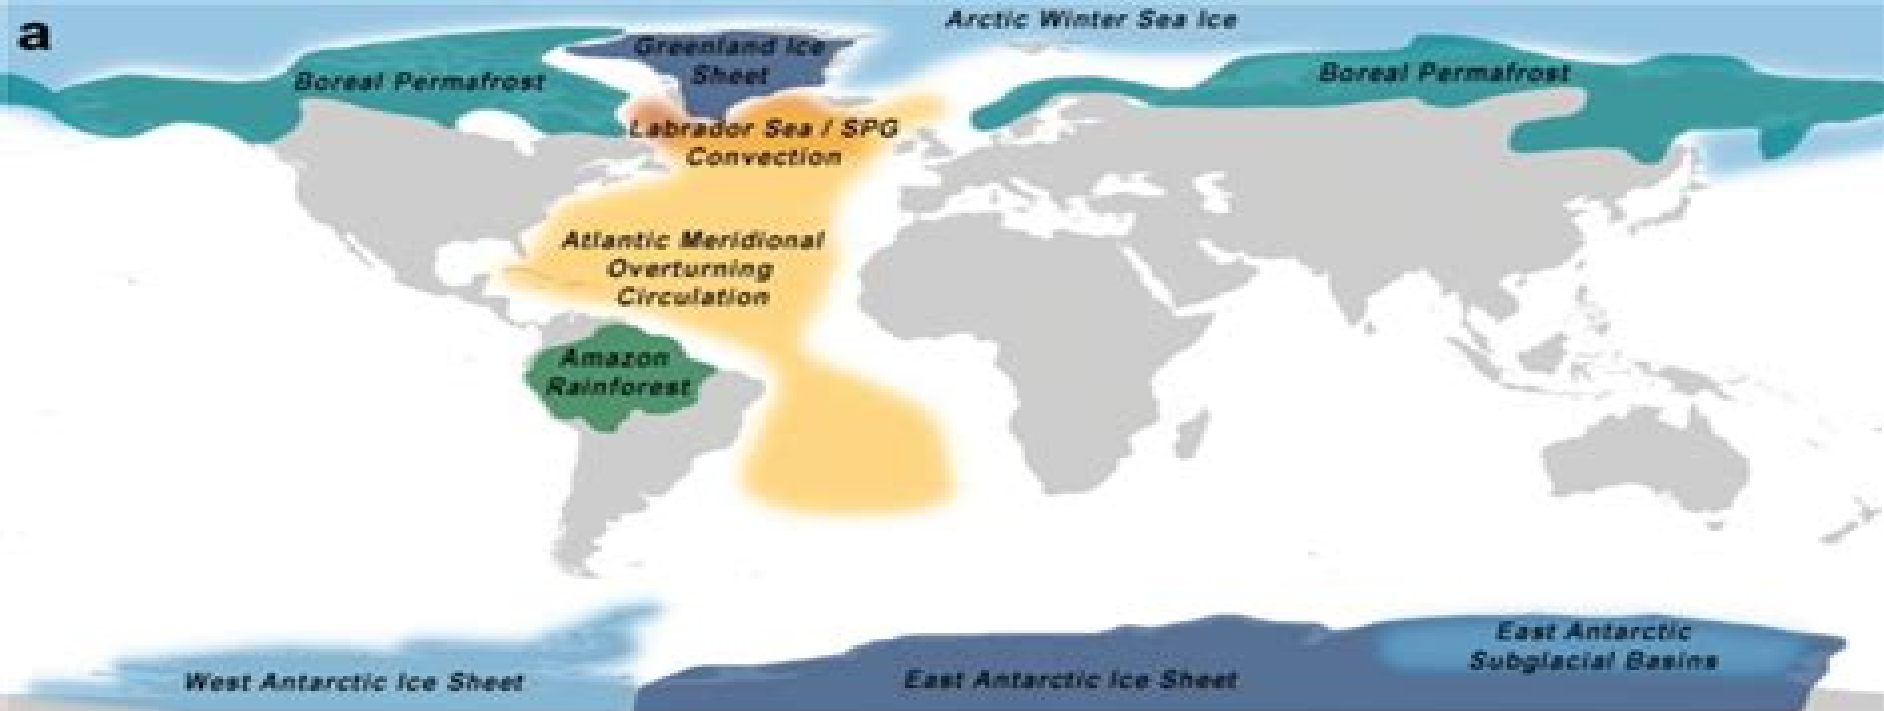 a
Arctic Winter Sea Ice
Greenland Ice
Sheet
Boreal Permafrost
Boreal Permafrost
Labrador Sea / SPG
Convection
Atlantic Meridional
Overturning
Circulation
Amazon
Rainforest
East Antarctic
Subglacial Basins
West Antarctic Ice Sheet
East Antarctic Ice Sheet